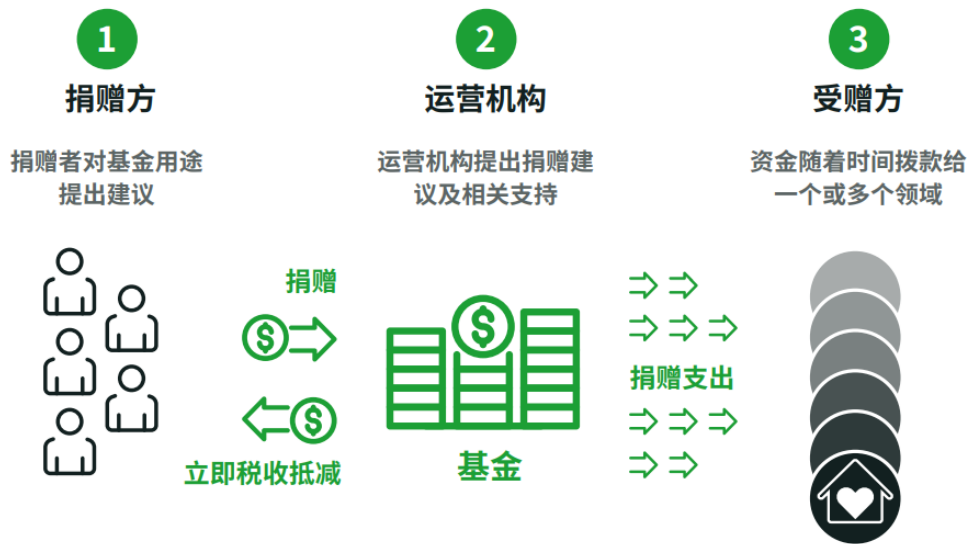 1
捐赠方
捐赠者对基金用途
提出建议
2
运营机构
运营机构提出捐赠建
议及相关支持
3
受赠方
资金随着时间拨款给
一个或多个领域
捐赠
$
$
立即税收抵减
$
基金
捐赠支出